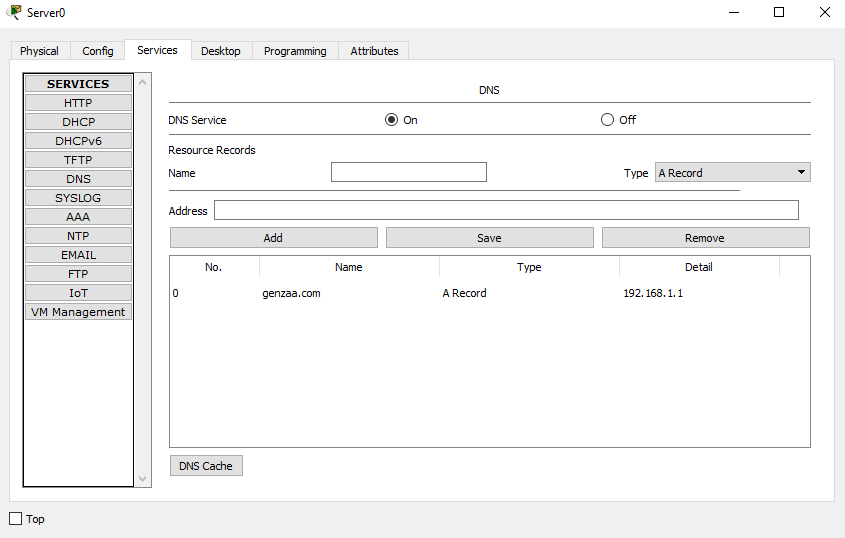 Server0
Physical Config Services Desktop Programming Attributes
SERVICES
HTTP
DHCP
DHCPv6
TFTP
DNS
SYSLOG
AAA
NTP
EMAIL
FTP
IoT
VM Management
DNS
DNS Service On Off
Resource Records
Name Type A Record
Address
Add Save Remove
No. Name Type Detail
0 genzaa.com A Record 192.168.1.1
DNS Cache
Top